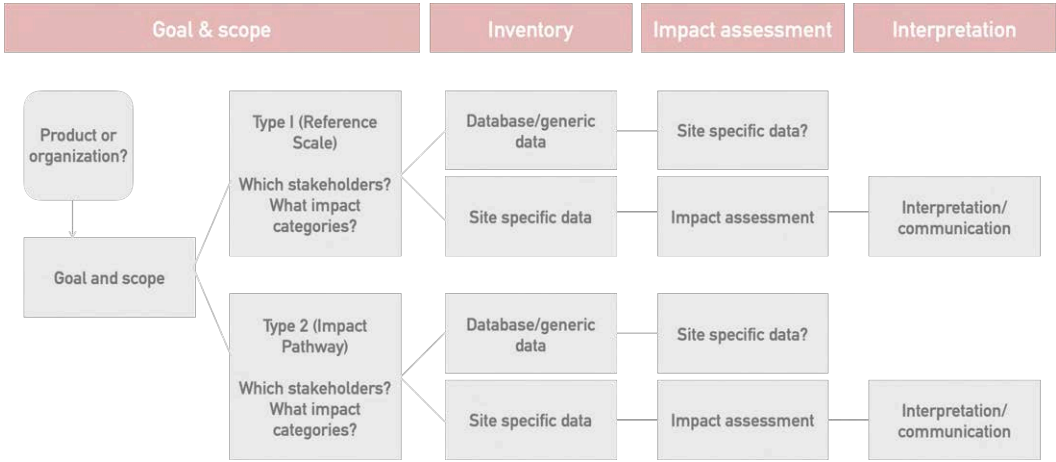 Goal & scope
Inventory
Impact assessment
Interpretation
Product or
organization?
Goal and scope
Type I (Reference
Scale)
Which stakeholders?
What impact
categories?
Database/generic
data
Site specific data?
Site specific data
Impact assessment
Interpretation/
communication
Type 2 (Impact
Pathway)
Which stakeholders?
What impact
categories?
Database/generic
data
Site specific data?
Site specific data
Impact assessment
Interpretation/
communication